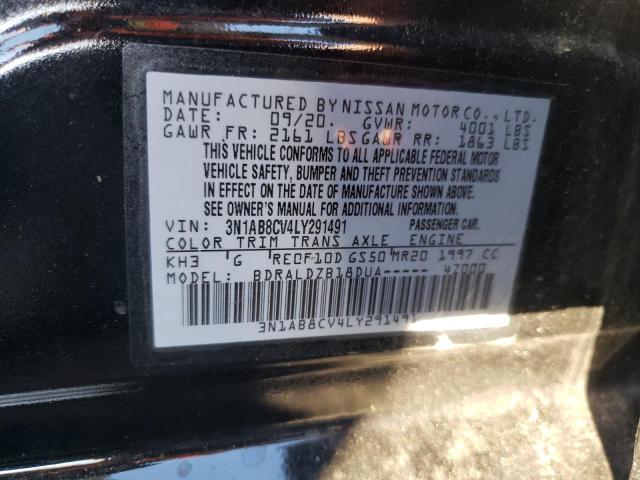 MANUFACTURED BY NISSAN MOTOR CO., LTD.
DATE: 09/20. GVWR: 4001 LBS
GAWR FR: 2161 LBS GAWR RR: 1863 LBS
THIS VEHICLE CONFORMS TO ALL APPLICABLE FEDERAL MOTOR
VEHICLE SAFETY, BUMPER AND THEFT PREVENTION STANDARDS
IN EFFECT ON THE DATE OF MANUFACTURE SHOWN ABOVE.
SEE OWNER'S MANUAL FOR ADDITIONAL INFORMATION.
VIN: 3N1AB8CV4LY291491 PASSENGER CAR.
COLOR TRIM TRANS AXLE ENGINE
KH3 G RE0F10D GS50 MR20 1997 CC
MODEL: BDRALDZB18DUA----- 47000
3N1AB8CV4LY291491